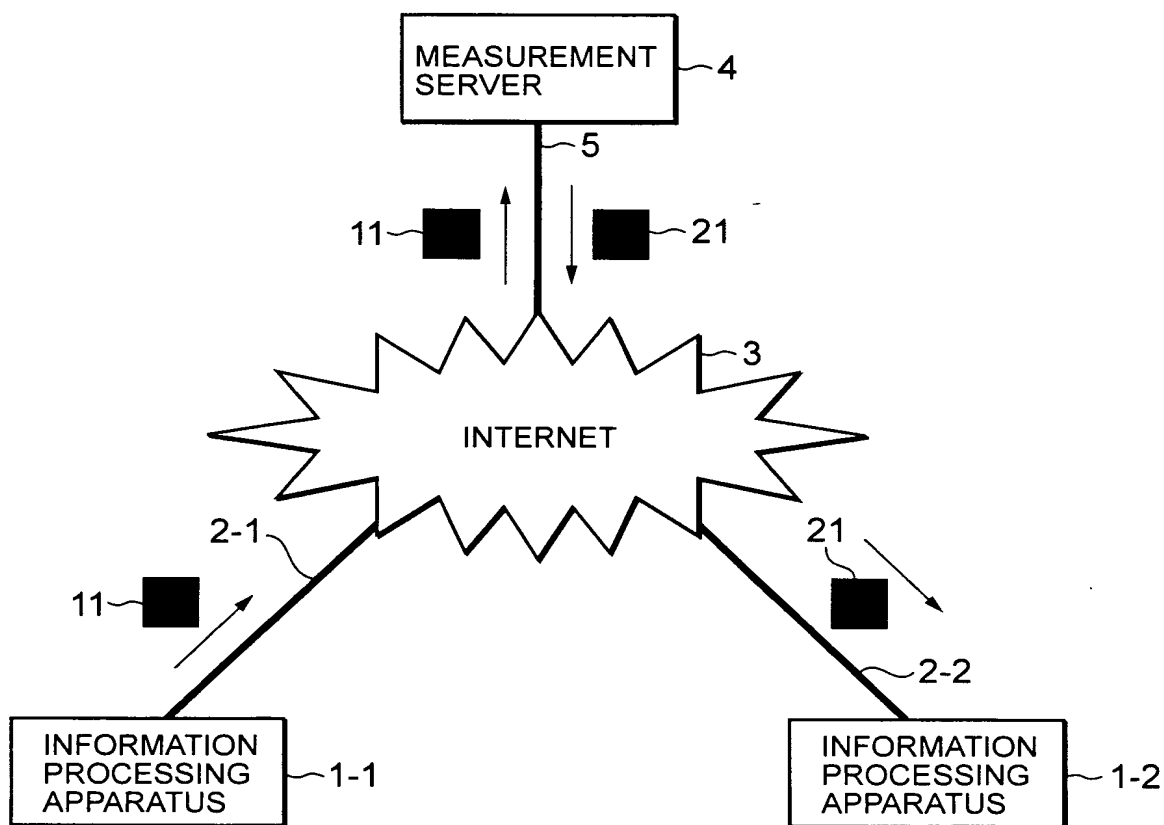 MEASUREMENT
SERVER
4
5
11
21
3
INTERNET
2-1
21
11
2-2
INFORMATION
PROCESSING
APPARATUS
1-1
INFORMATION
PROCESSING
APPARATUS
1-2